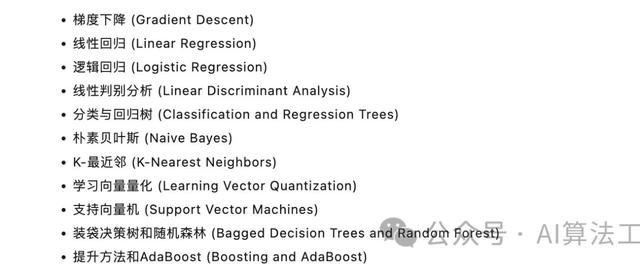 • 梯度下降 (Gradient Descent)
• 线性回归 (Linear Regression)
• 逻辑回归 (Logistic Regression)
• 线性判别分析 (Linear Discriminant Analysis)
• 分类与回归树 (Classification and Regression Trees)
• 朴素贝叶斯 (Naive Bayes)
• K-最近邻 (K-Nearest Neighbors)
• 学习向量量化 (Learning Vector Quantization)
• 支持向量机 (Support Vector Machines)
• 装袋决策树和随机森林 (Bagged Decision Trees and Random Forest)
公众号 · AI算法工
• 提升方法和AdaBoost (Boosting and AdaBoost)